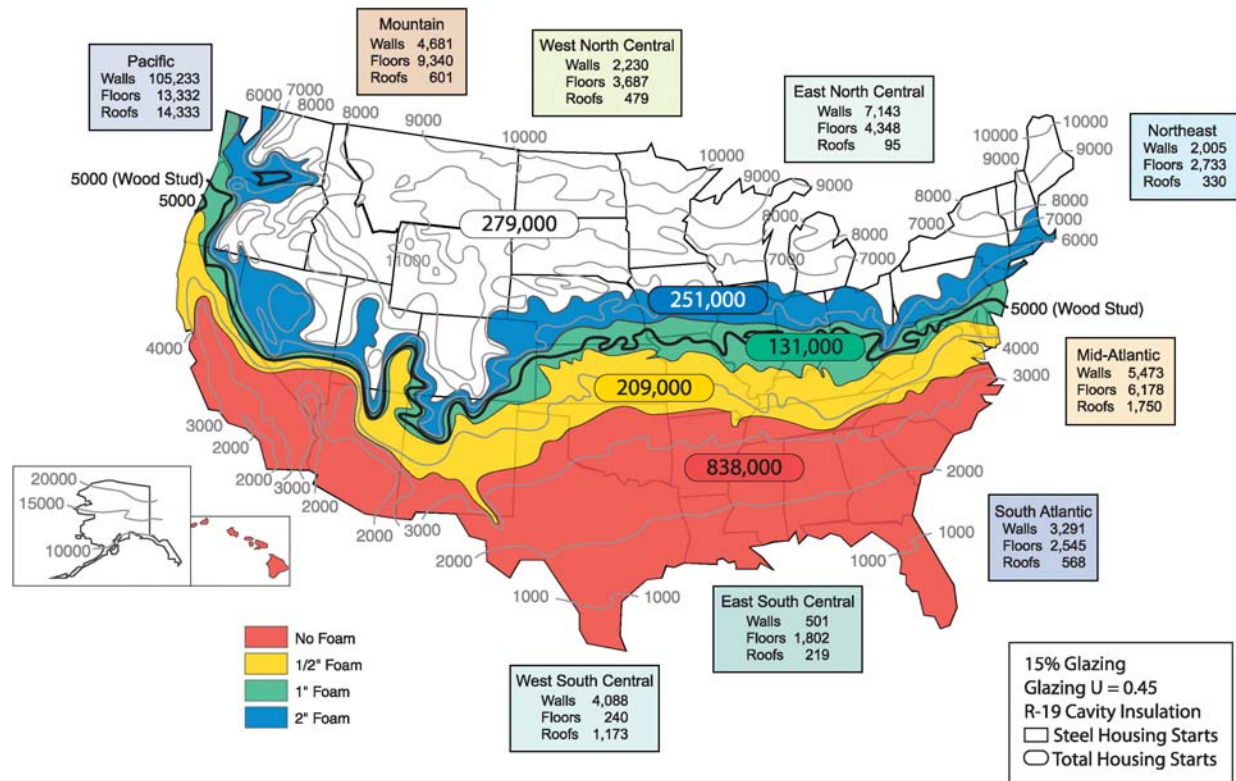 Mountain
Walls 4,681
Floors 9,340
Roofs 601
West North Central
Walls 2,230
Floors 3,687
Roofs 479
Pacific
Walls 105,233
Floors 13,332
Roofs 14,333
East North Central
Walls 7,143
Floors 4,348
Roofs 95
Northeast
Walls 2,005
Floors 2,733
Roofs 330
6000
7000
8000
8000
9000
10000
10000
9000
9000
8000
8000
7000
7000
10000
9000
10000
9000
8000
7000
8000
7000
6000
5000 (Wood Stud)
5000
279,000
11000
251,000
131,000
209,000
838,000
5000 (Wood Stud)
4000
3000
Mid-Atlantic
Walls 5,473
Floors 6,178
Roofs 1,750
4000
3000
2000
2000
3000
2000
2000
3000
2000
1000
1000
2000
1000
1000
1000
20000
15000
10000
South Atlantic
Walls 3,291
Floors 2,545
Roofs 568
East South Central
Walls 501
Floors 1,802
Roofs 219
West South Central
Walls 4,088
Floors 240
Roofs 1,173
No Foam
1/2" Foam
1" Foam
2" Foam
15% Glazing
Glazing U = 0.45
R-19 Cavity Insulation
Steel Housing Starts
Total Housing Starts